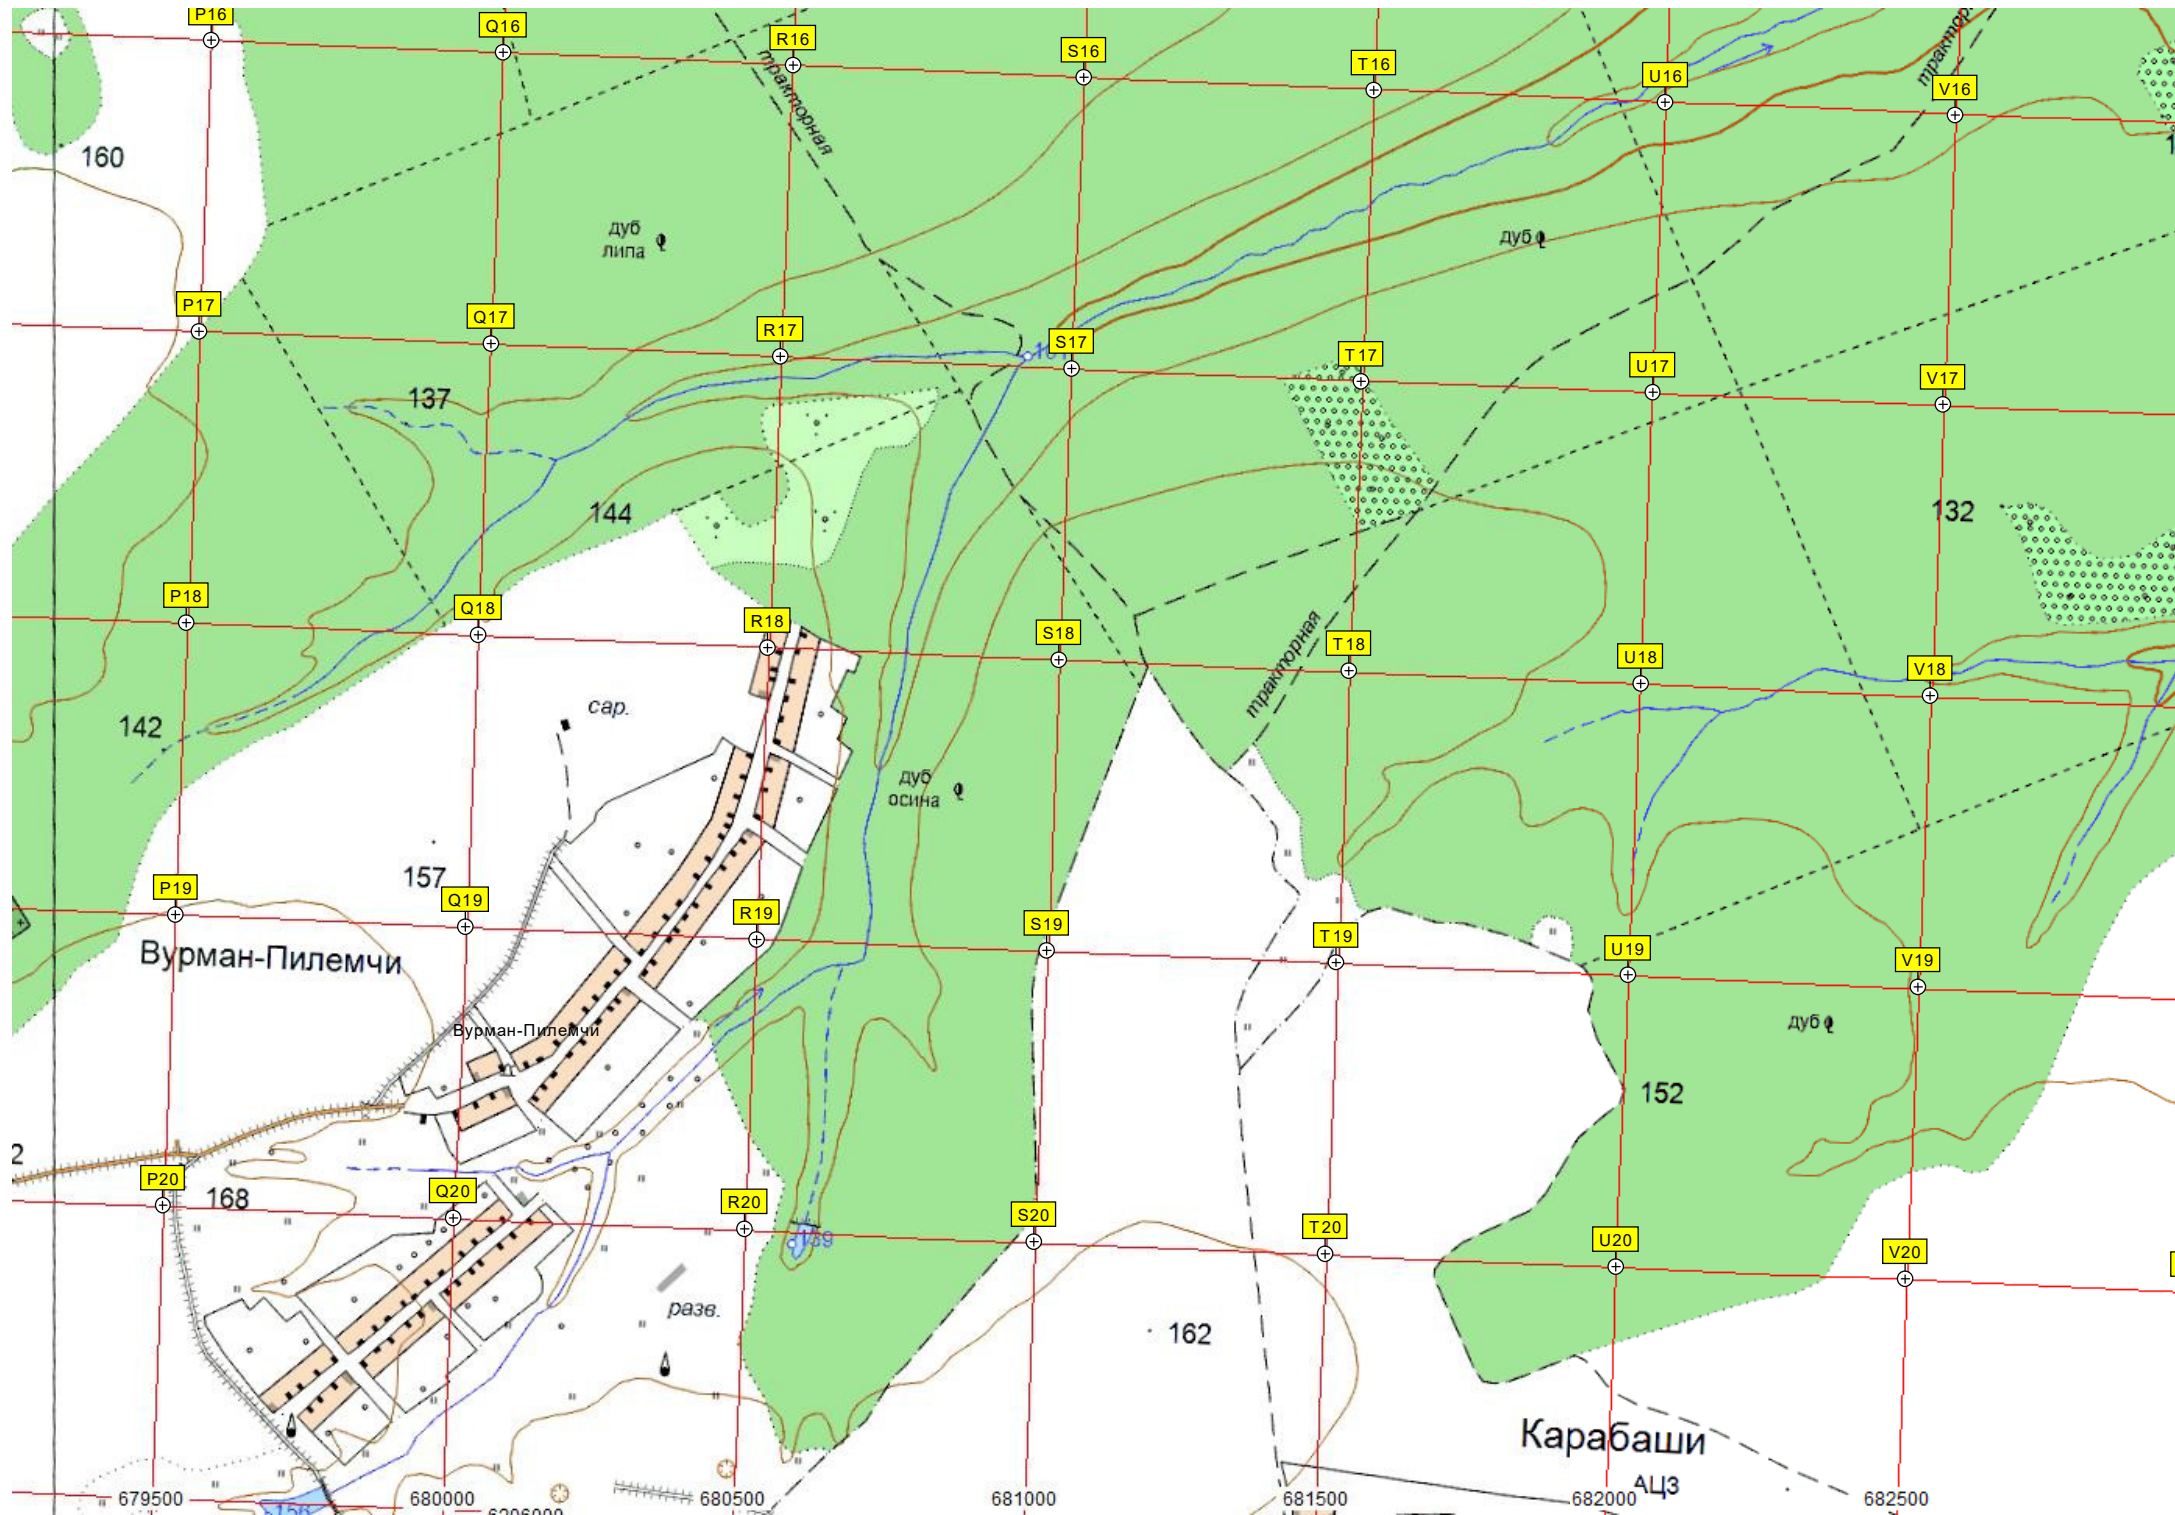 P16
Q16
R16
S16
T16
U16
V16
тракторная
160
дуб
липа
дуб
P17
Q17
R17
S17
T17
U17
V17
137
144
132
P18
Q18
R18
S18
T18
U18
V18
тракторная
142
сар.
дуб
осина
157
P19
Q19
R19
S19
T19
U19
V19
Вурман-Пилемчи
Вурман-Пилемчи
дуб
152
P20
Q20
R20
S20
T20
U20
V20
168
139
разв.
162
Карабаши
АЦЗ
679500
680000
680500
681000
681500
682000
682500